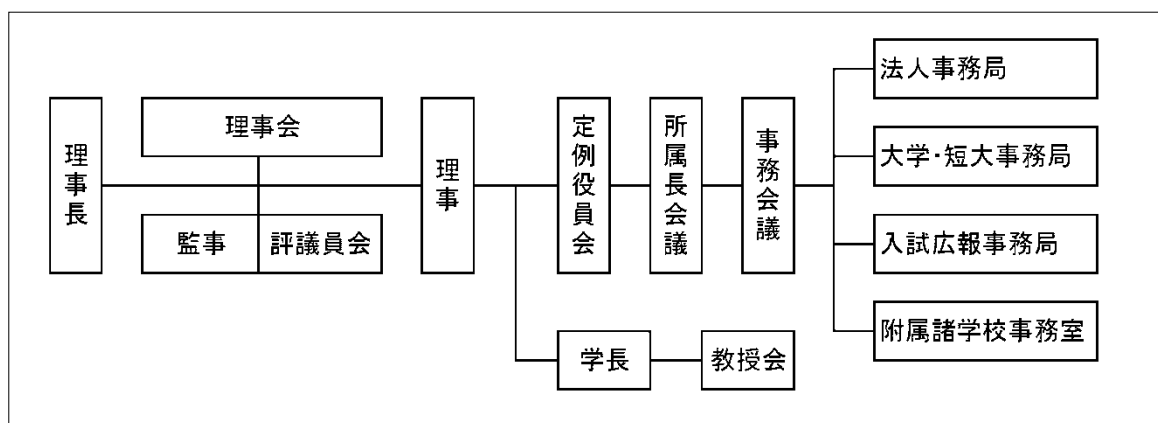 理事長
理事会
監事
評議員会
理事
定例役員会
所属長会議
事務会議
法人事務局
大学・短大事務局
入試広報事務局
附属諸学校事務室
学長
教授会